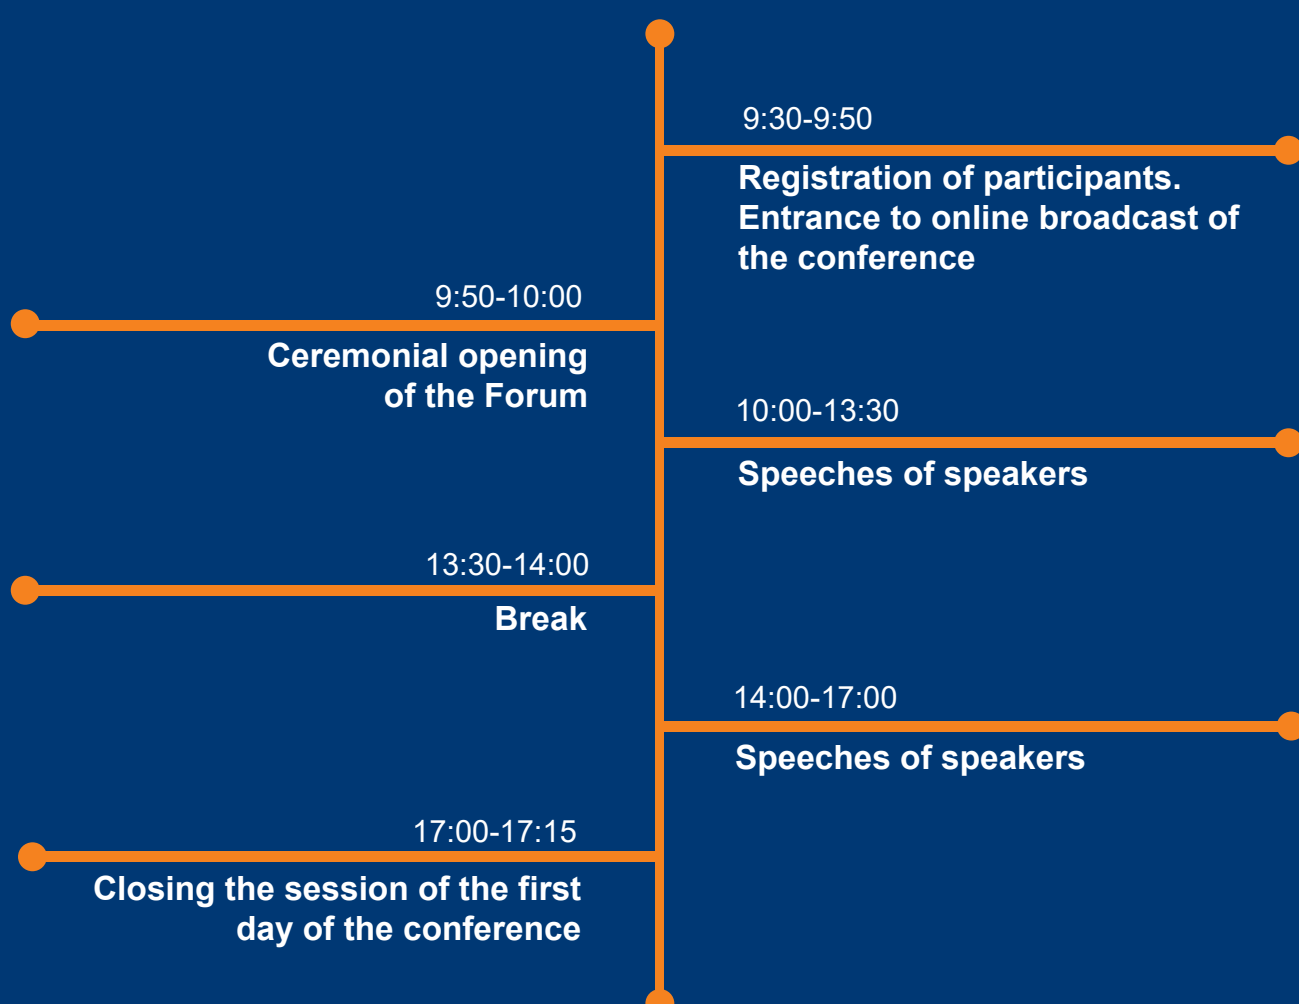 9:30-9:50
Registration of participants.
Entrance to online broadcast of
the conference
9:50-10:00
Ceremonial opening
of the Forum
10:00-13:30
Speeches of speakers
13:30-14:00
Break
14:00-17:00
Speeches of speakers
17:00-17:15
Closing the session of the first
day of the conference